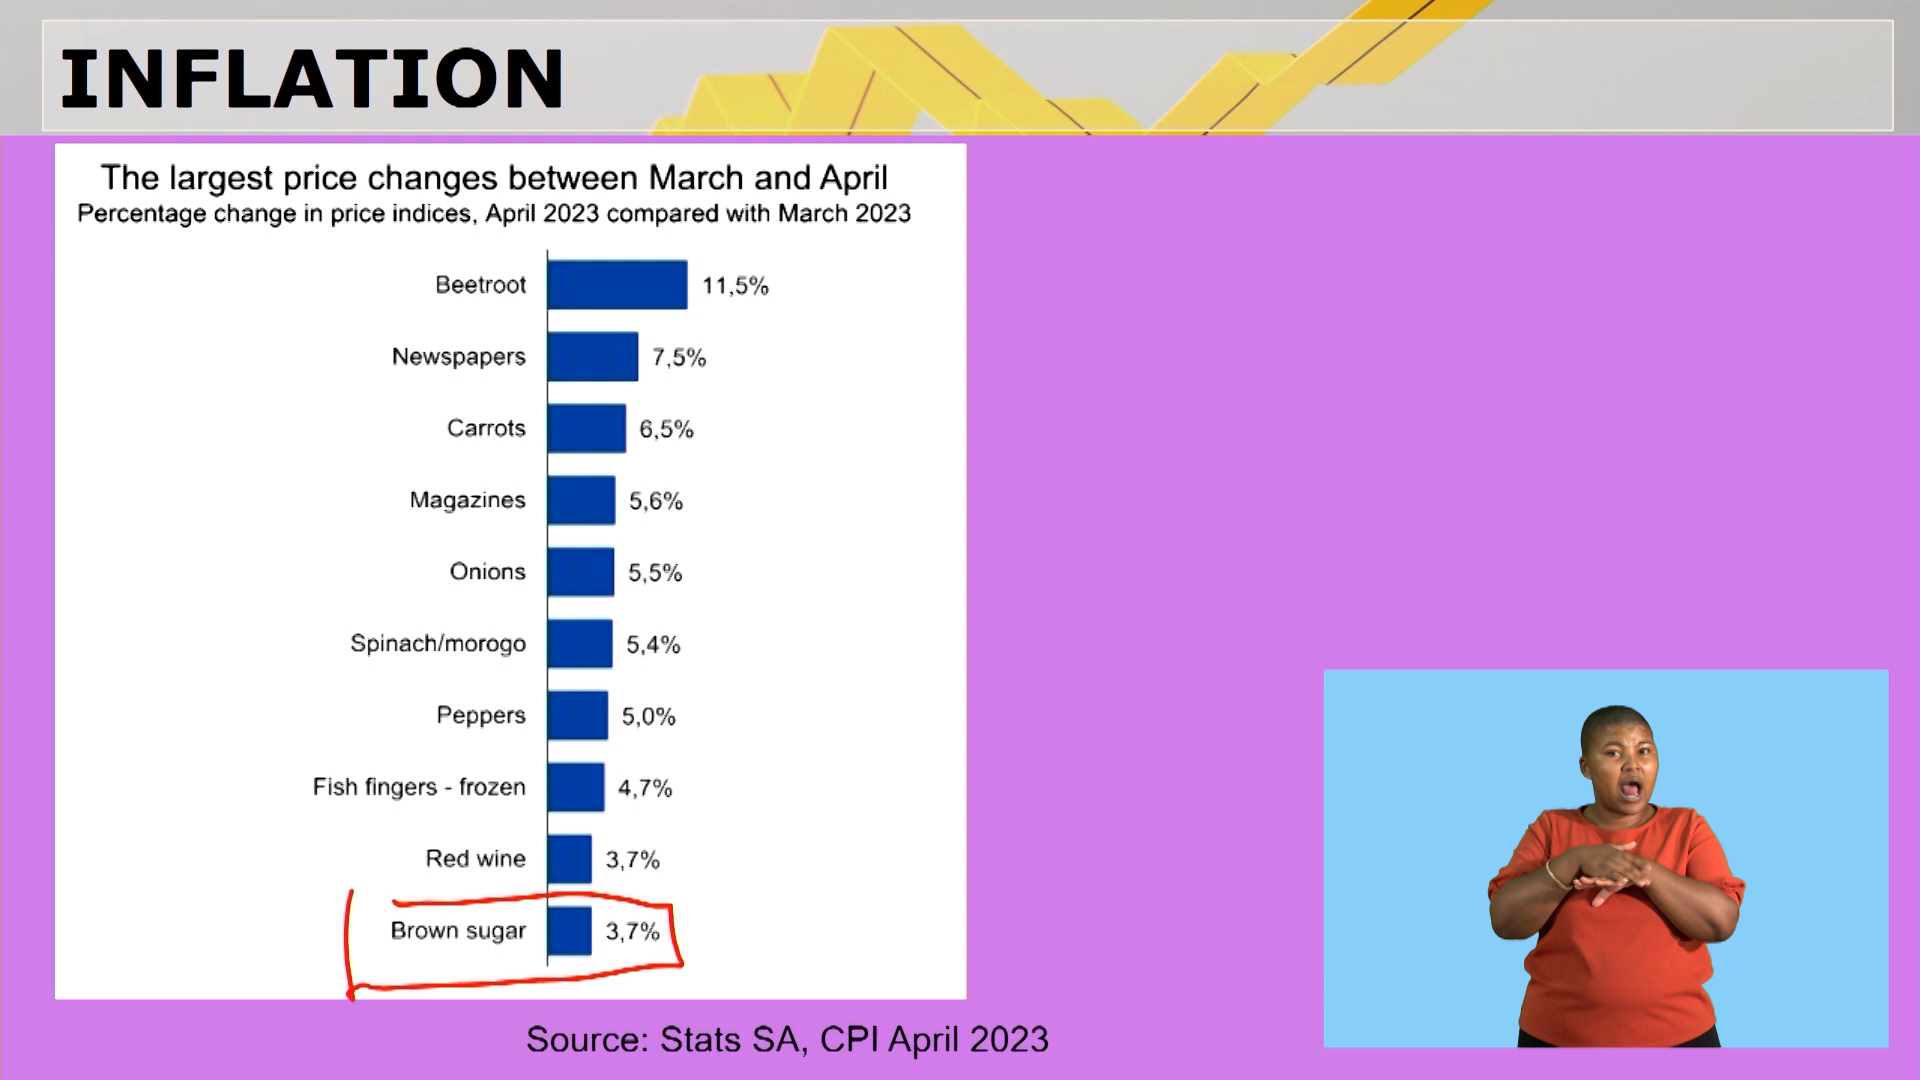 INFLATION
The largest price changes between March and April
Percentage change in price indices, April 2023 compared with March 2023
Beetroot 11,5%
Newspapers 7,5%
Carrots 6,5%
Magazines 5,6%
Onions 5,5%
Spinach/morogo 5,4%
Peppers 5,0%
Fish fingers - frozen 4,7%
Red wine 3,7%
Brown sugar 3,7%
Source: Stats SA, CPI April 2023